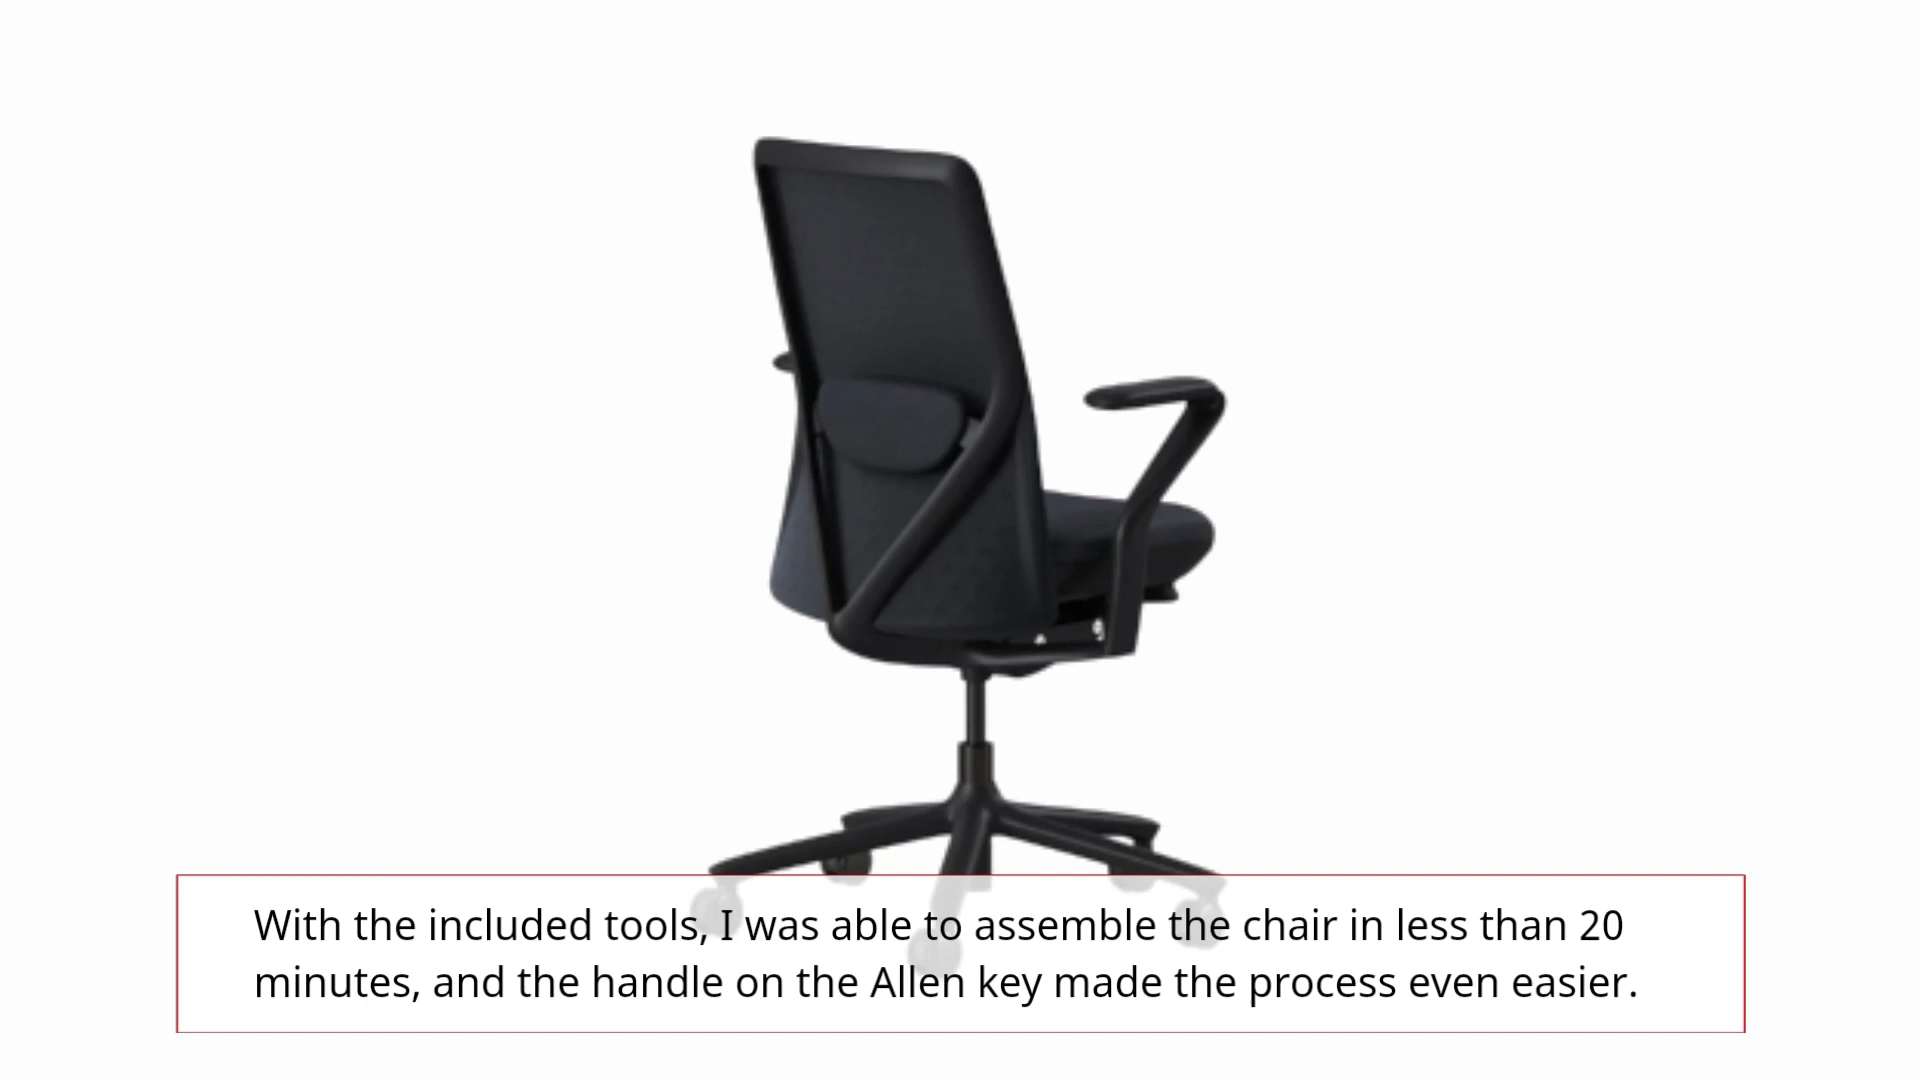 With the included tools, I was able to assemble the chair in less than 20
minutes, and the handle on the Allen key made the process even easier.